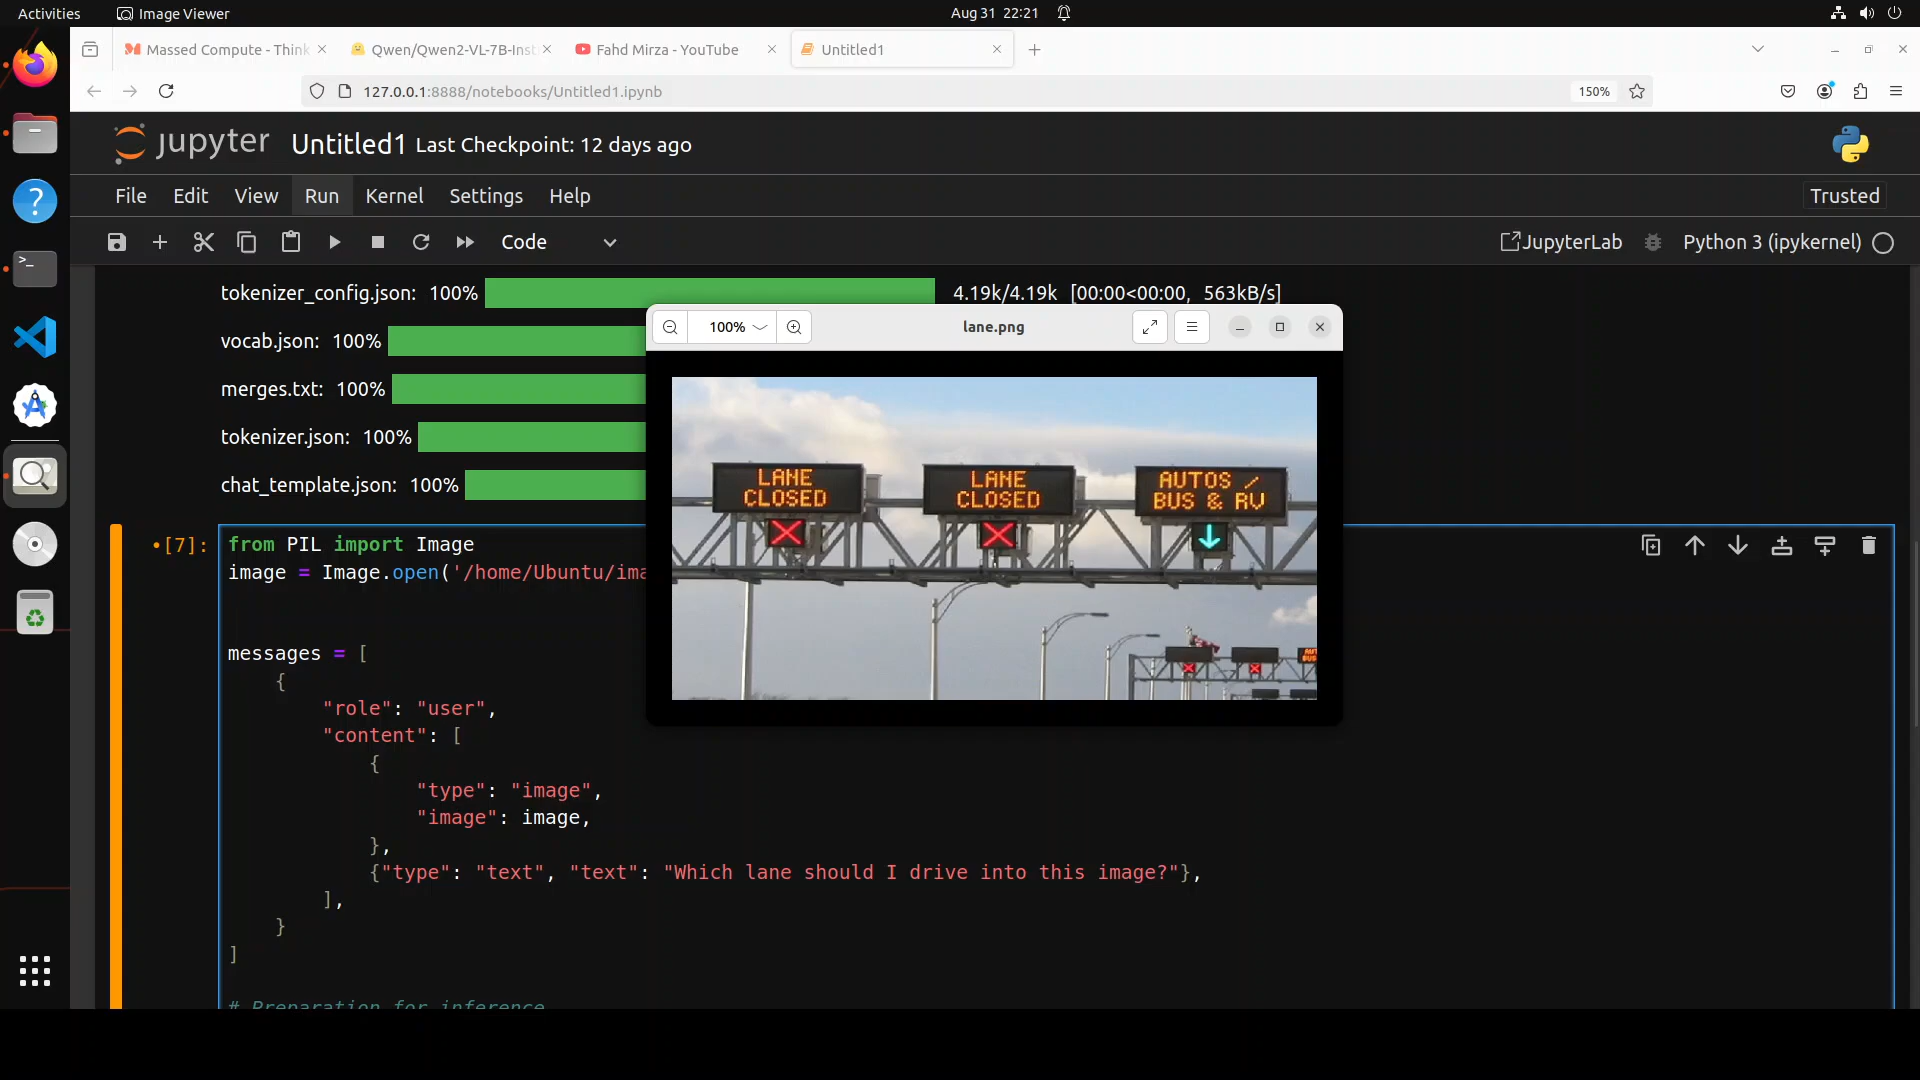 Activities
Image Viewer
Aug 31 22:21
Massed Compute - Think
Qwen/Qwen2-VL-7B-Inst
Fahd Mirza - YouTube
Untitled1
127.0.0.1:8888/notebooks/Untitled1.ipynb
150%
jupyter
Untitled1 Last Checkpoint: 12 days ago
File Edit View Run Kernel Settings Help
Trusted
Code
JupyterLab
Python 3 (ipykernel)
tokenizer_config.json: 100%
4.19k/4.19k [00:00<00:00, 563kB/s]
vocab.json: 100%
merges.txt: 100%
tokenizer.json: 100%
chat_template.json: 100%
100%
lane.png
LANE
CLOSED
LANE
CLOSED
AUTOS /
BUS & RV
[7]:
from PIL import Image
image = Image.open('/home/Ubuntu/ima
messages = [
{
"role": "user",
"content": [
{
"type": "image",
"image": image,
},
{"type": "text", "text": "Which lane should I drive into this image?"},
],
}
]
# Preparation for inference